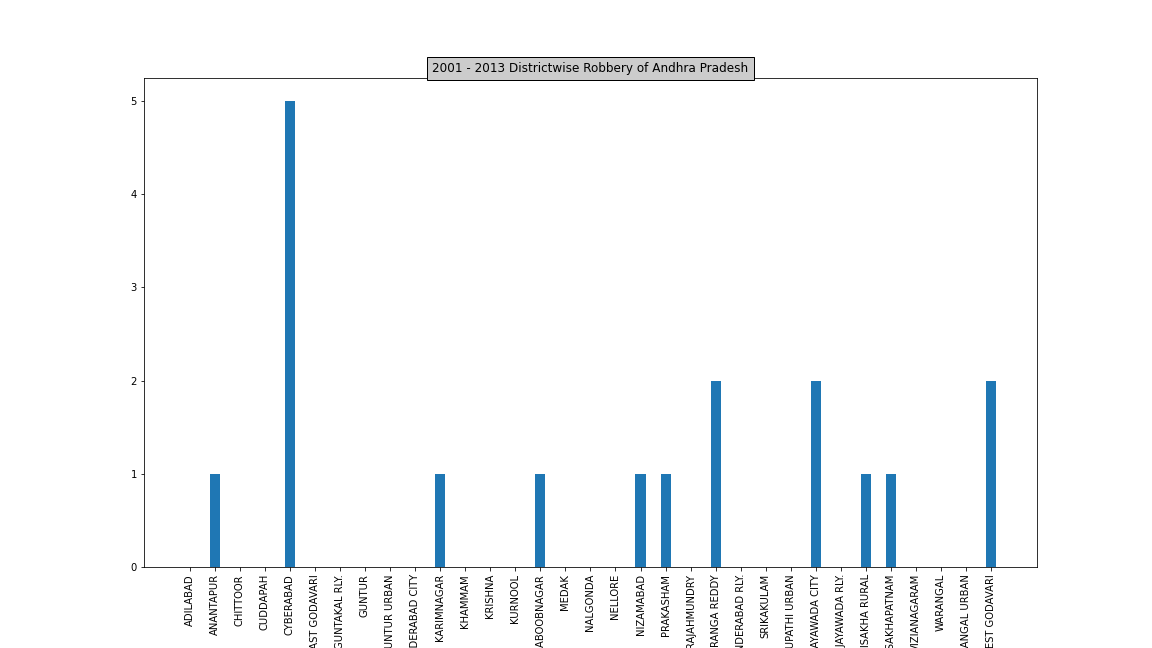 2001 - 2013 Districtwise Robbery of Andhra Pradesh
5
4
3
2
1
0
ADILABAD
ANANTAPUR
CHITTOOR
CUDDAPAH
CYBERABAD
AST GODAVARI
GUNTAKAL RLY.
GUNTUR
UNTUR URBAN
DERABAD CITY
KARIMNAGAR
KHAMMAM
KRISHNA
KURNOOL
ABOOBNAGAR
MEDAK
NALGONDA
NELLORE
NIZAMABAD
PRAKASHAM
RAJAHMUNDRY
RANGA REDDY
NDERABAD RLY.
SRIKAKULAM
UPATHI URBAN
AYAWADA CITY
JAYAWADA RLY.
ISAKHA RURAL
SAKHAPATNAM
IZIANAGARAM
WARANGAL
ANGAL URBAN
EST GODAVARI